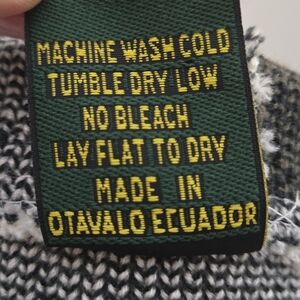 MACHINE WASH COLD
TUMBLE DRY LOW
NO BLEACH
LAY FLAT TO DRY
MADE IN
OTAVALO ECUADOR